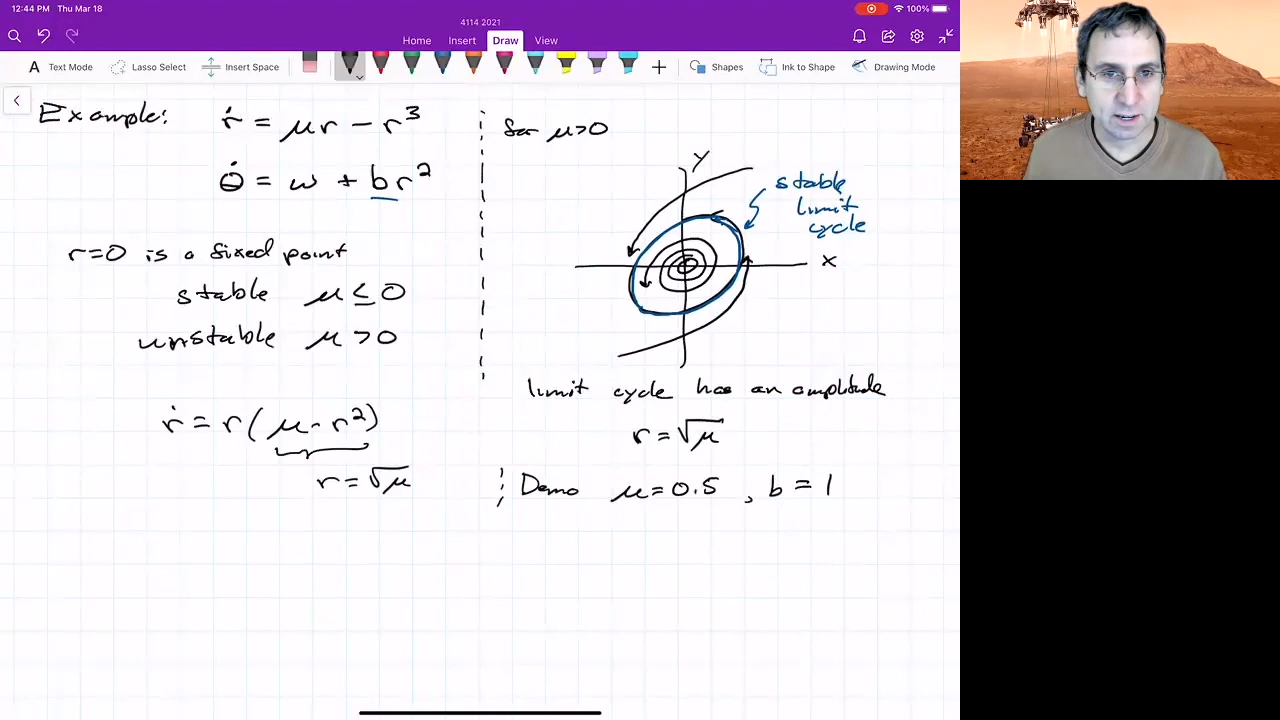 12:44 PM Thu Mar 18
100%
4114 2021
Home Insert Draw View
Text Mode Lasso Select Insert Space Shapes Ink to Shape Drawing Mode
Example: ṙ = μr - r³
θ̇ = ω + br²
r=0 is a fixed point
stable μ ≤ 0
unstable μ > 0
ṙ = r(μ - r²)
r = √μ
for μ>0
y
x
stable
limit
cycle
limit cycle has an amplitude
r = √μ
Demo μ = 0.5, b = 1